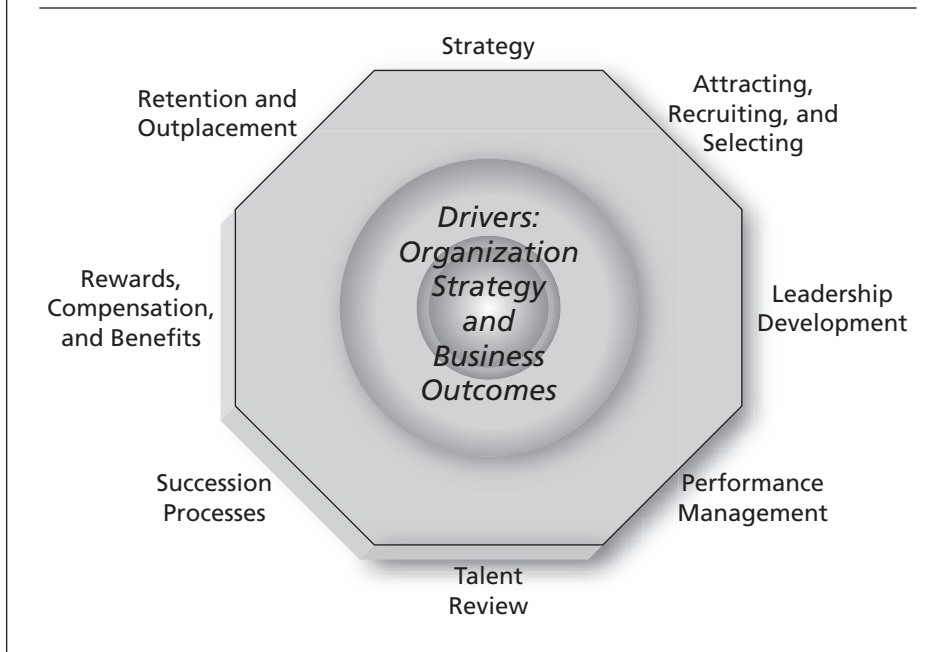 Strategy
Attracting,
Recruiting, and
Selecting
Leadership
Development
Performance
Management
Talent
Review
Succession
Processes
Rewards,
Compensation,
and Benefits
Retention and
Outplacement
Drivers:
Organization
Strategy
and
Business
Outcomes